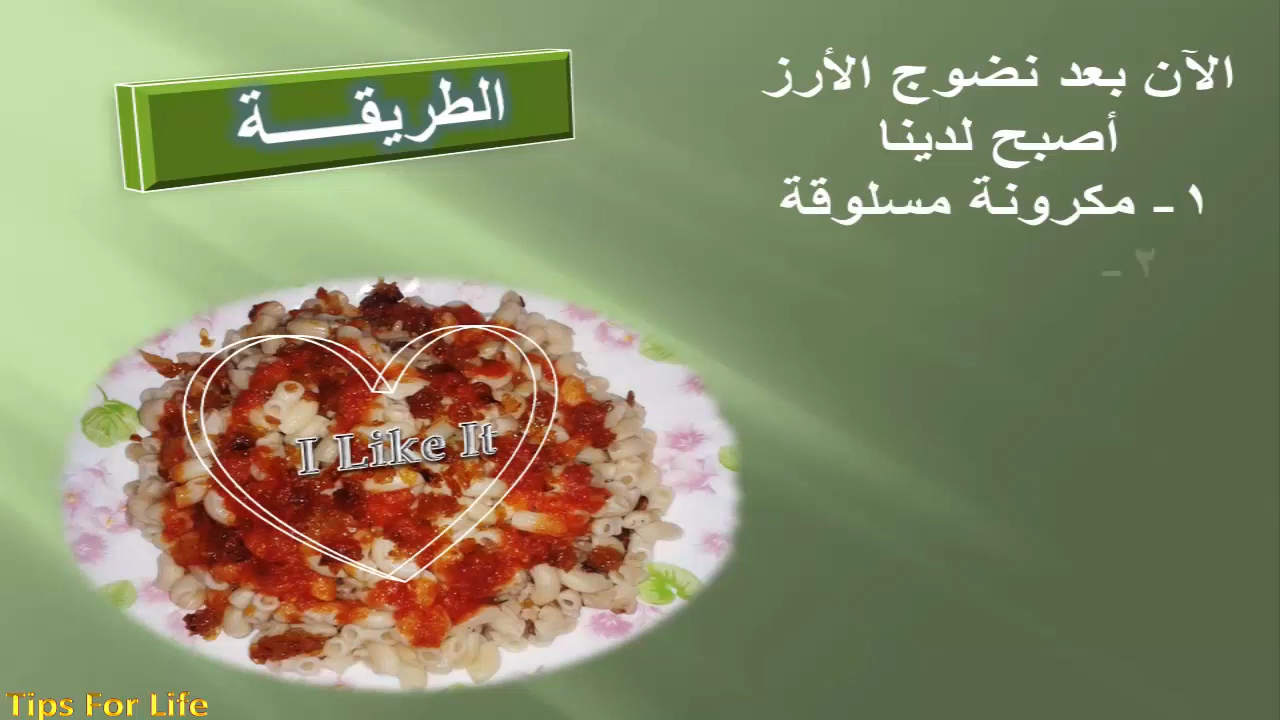 الطريقـــة
الآن بعد نضوج الأرز
أصبح لدينا
١ - مكرونة مسلوقة
٢ -
I Like It
Tips For Life